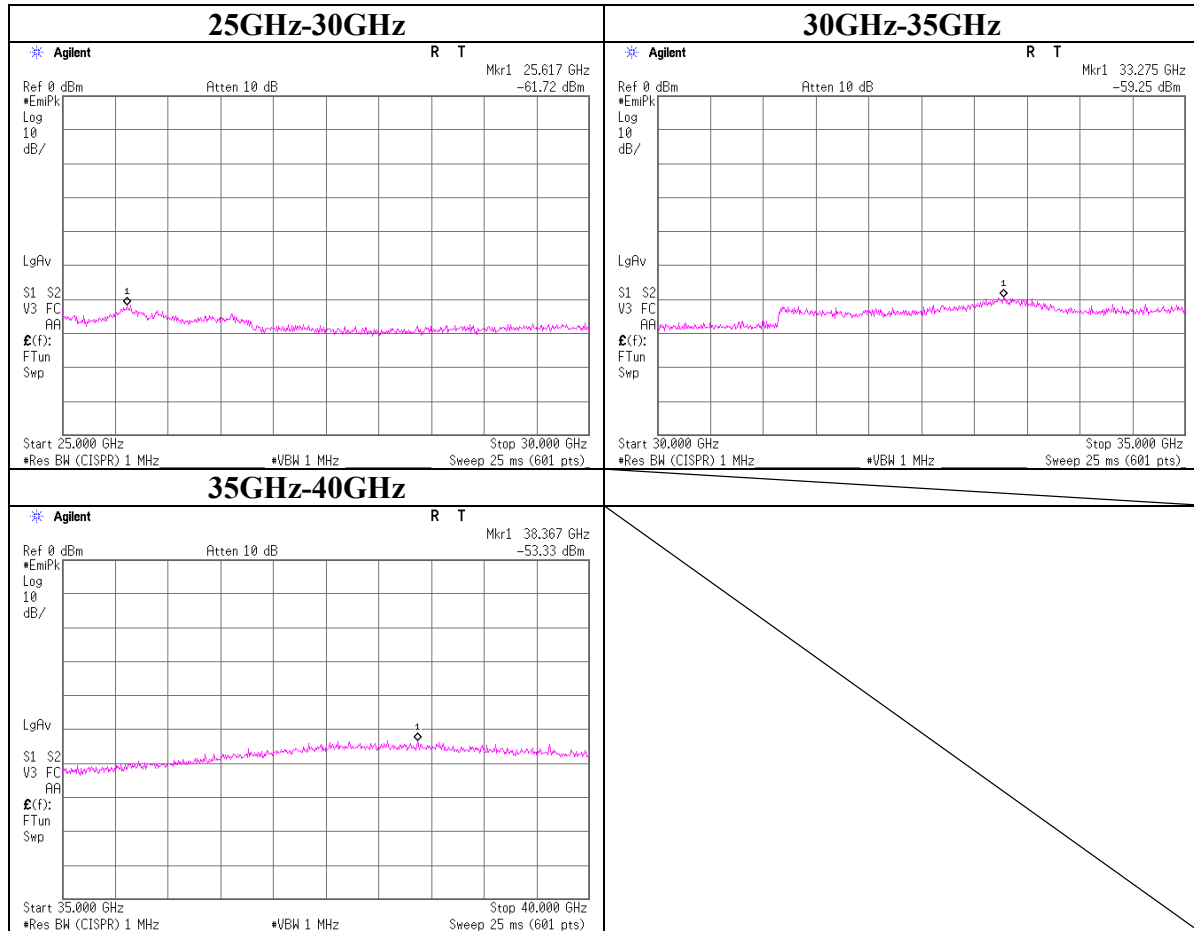 25GHz-30GHz
Agilent R T
Mkr1 25.617 GHz
Ref 0 dBm Atten 10 dB -61.72 dBm
#EmiPk
Log
10
dB/
LgAv
1
S1 S2
V3 FC
AA
£(f):
FTun
Swp
Start 25.000 GHz Stop 30.000 GHz
#Res BW (CISPR) 1 MHz #VBW 1 MHz Sweep 25 ms (601 pts)
30GHz-35GHz
Agilent R T
Mkr1 33.275 GHz
Ref 0 dBm Atten 10 dB -59.25 dBm
#EmiPk
Log
10
dB/
LgAv
1
S1 S2
V3 FC
AA
£(f):
FTun
Swp
Start 30.000 GHz Stop 35.000 GHz
#Res BW (CISPR) 1 MHz #VBW 1 MHz Sweep 25 ms (601 pts)
35GHz-40GHz
Agilent R T
Mkr1 38.367 GHz
Ref 0 dBm Atten 10 dB -53.33 dBm
#EmiPk
Log
10
dB/
LgAv
1
S1 S2
V3 FC
AA
£(f):
FTun
Swp
Start 35.000 GHz Stop 40.000 GHz
#Res BW (CISPR) 1 MHz #VBW 1 MHz Sweep 25 ms (601 pts)